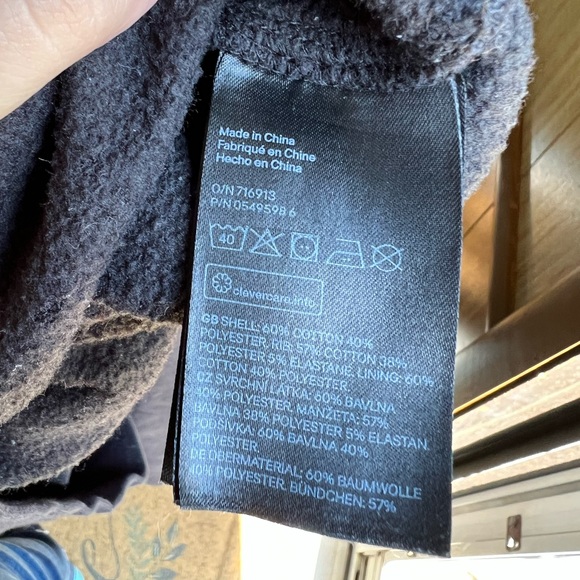 Made in China
Fabriqué en Chine
Hecho en China
O/N 716913
P/N 0549598 6
40
clevercare.info
GB SHELL: 60% COTTON 40%
POLYESTER. RIB: 57% COTTON 38%
POLYESTER 5% ELASTANE. LINING: 60%
COTTON 40% POLYESTER.
CZ SVRCHNÍ LÁTKA: 60% BAVLNA
40% POLYESTER, MANŽETA: 57%
BAVLNA 38% POLYESTER 5% ELASTAN.
PODŠÍVKA: 60% BAVLNA 40%
POLYESTER.
DE OBERMATERIAL: 60% BAUMWOLLE
40% POLYESTER. BÜNDCHEN: 57%